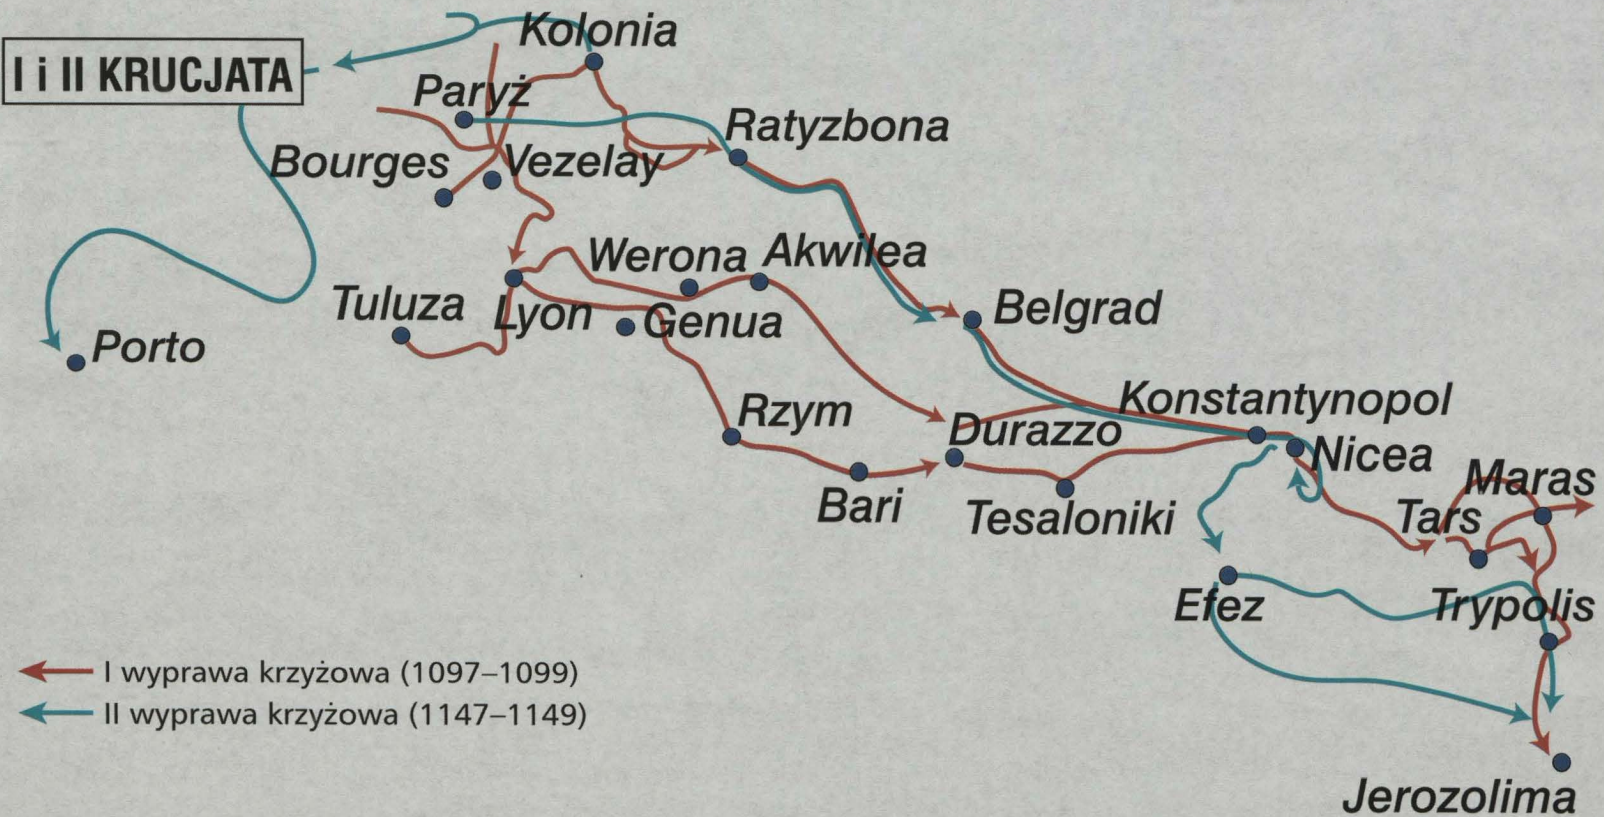 Kolonia
I i II KRUCJATA
Paryż
Ratyzbona
Bourges
Vezelay
Werona
Akwilea
Tuluza
Lyon
Genua
Belgrad
Porto
Rzym
Konstantynopol
Durazzo
Nicea
Maras
Bari
Tesaloniki
Tars
Efez
Trypolis
I wyprawa krzyżowa (1097–1099)
II wyprawa krzyżowa (1147–1149)
Jerozolima